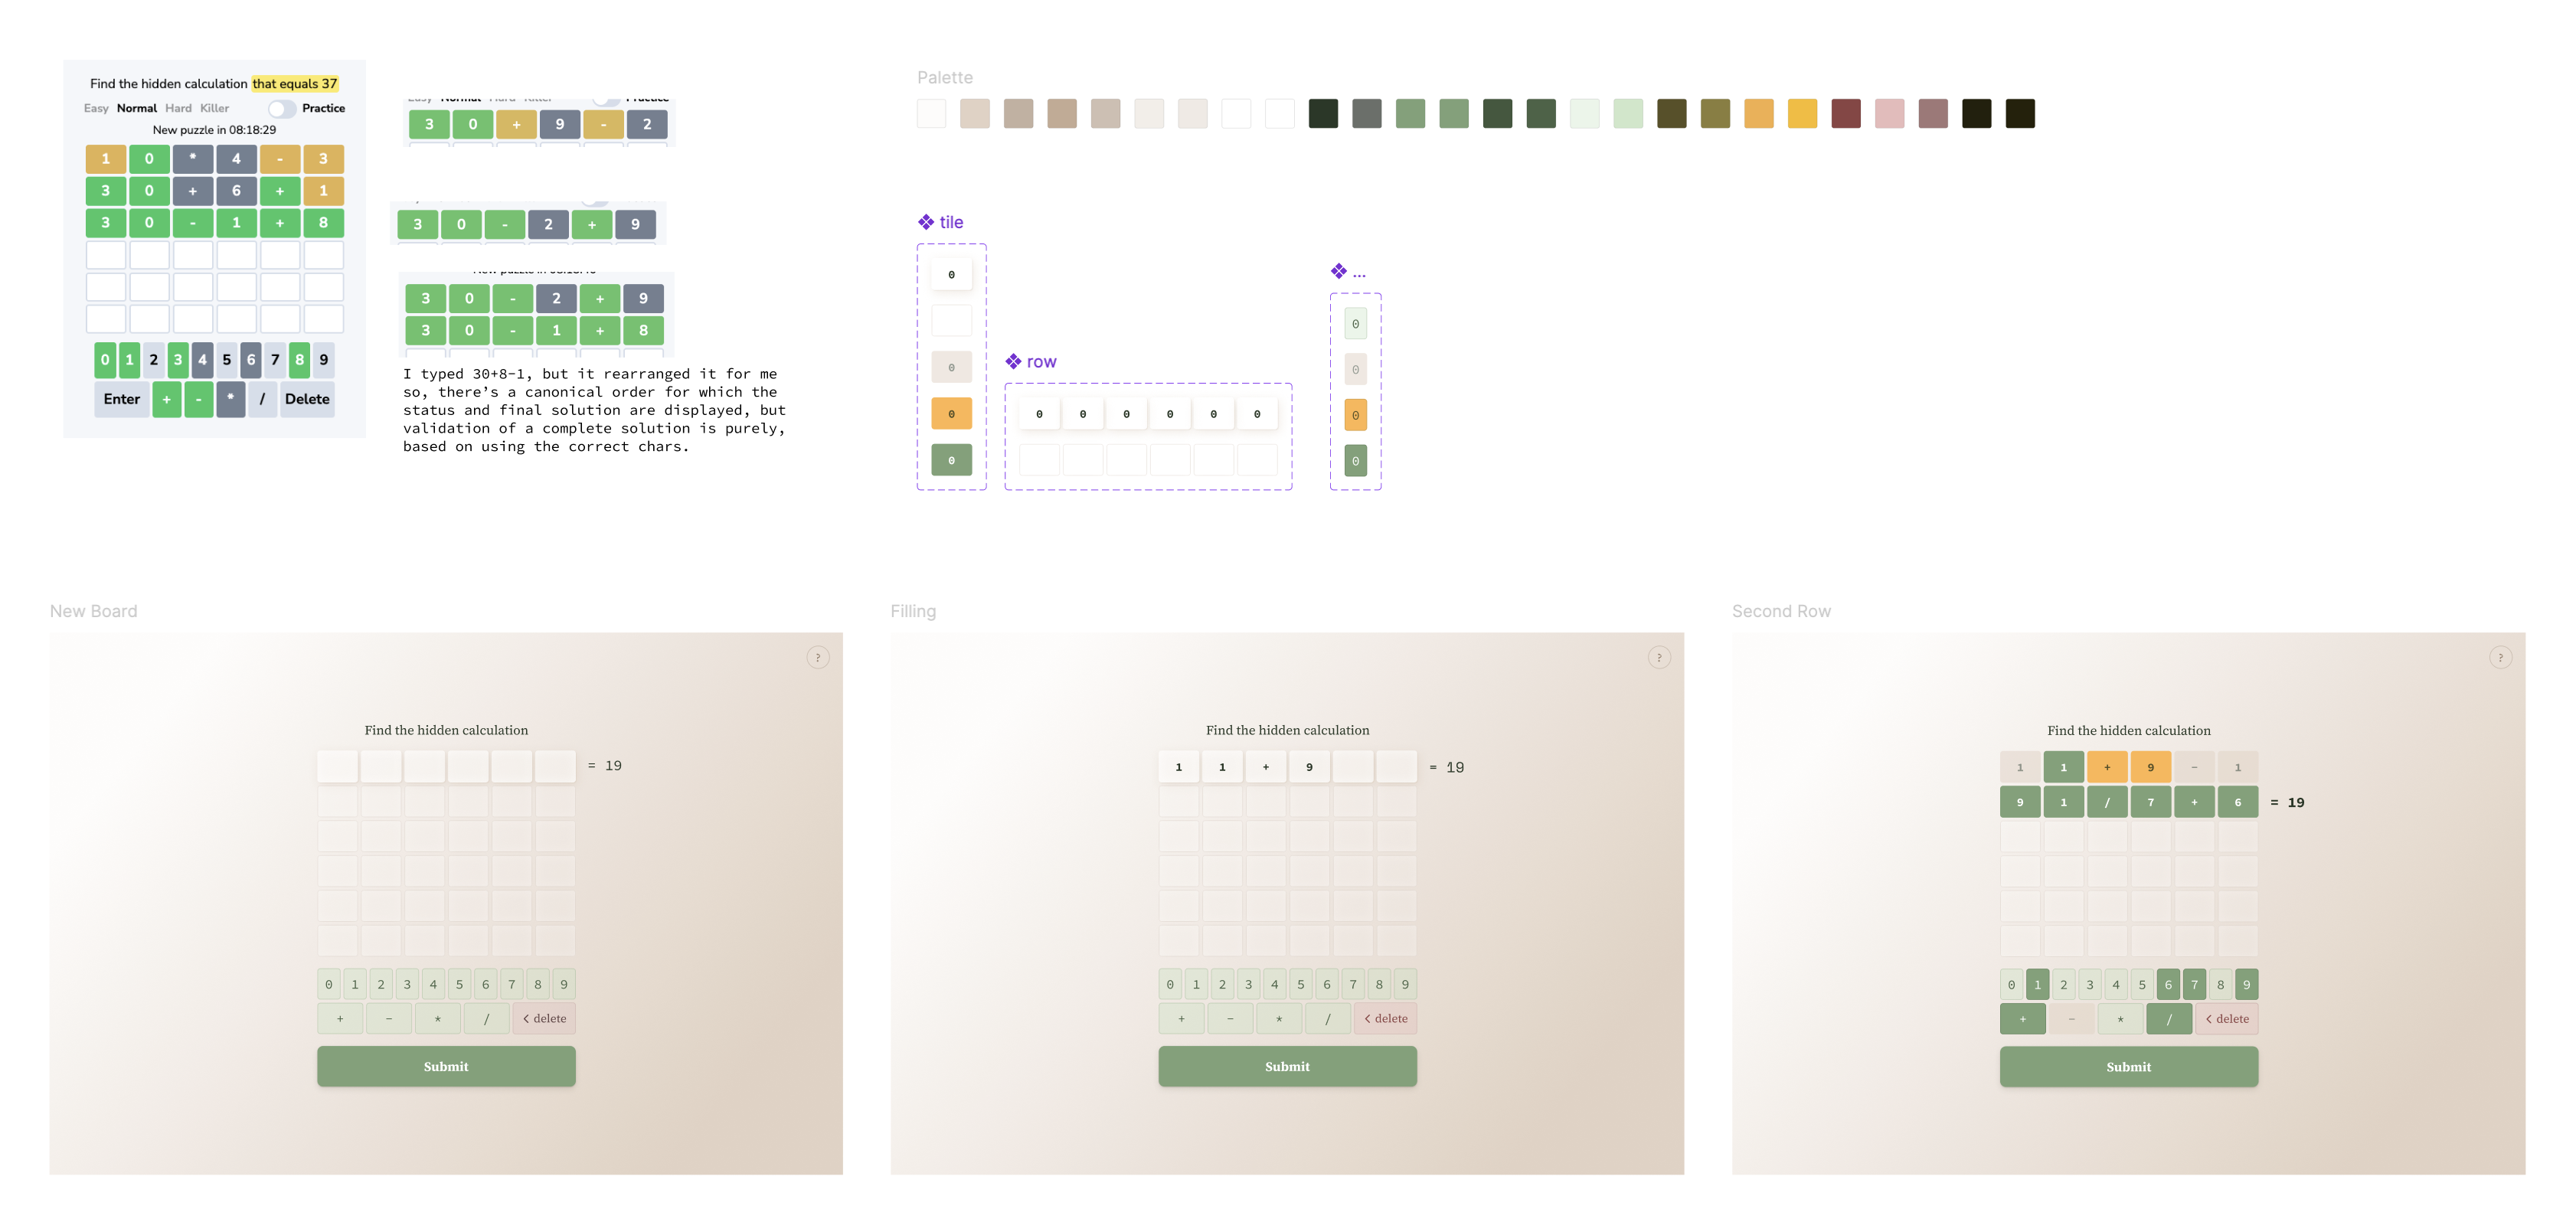 Find the hidden calculation that equals 37
Easy Normal Hard Killer Practice
New puzzle in 08:18:29
1 0 * 4 - 3
3 0 + 6 + 1
3 0 - 1 + 8
0 1 2 3 4 5 6 7 8 9
Enter + - * / Delete
3 0 + 9 - 2
3 0 - 2 + 9
3 0 - 2 + 9
3 0 - 1 + 8
I typed 30+8-1, but it rearranged it for me
so, there's a canonical order for which the
status and final solution are displayed, but
validation of a complete solution is purely,
based on using the correct chars.
Palette
tile
0
0
0
0
row
0 0 0 0 0 0
...
0
0
0
0
New Board
?
Find the hidden calculation
= 19
0 1 2 3 4 5 6 7 8 9
+ − * / < delete
Submit
Filling
?
Find the hidden calculation
1 1 + 9 = 19
0 1 2 3 4 5 6 7 8 9
+ − * / < delete
Submit
Second Row
?
Find the hidden calculation
1 1 + 9 − 1
9 1 / 7 + 6 = 19
0 1 2 3 4 5 6 7 8 9
+ − * / < delete
Submit